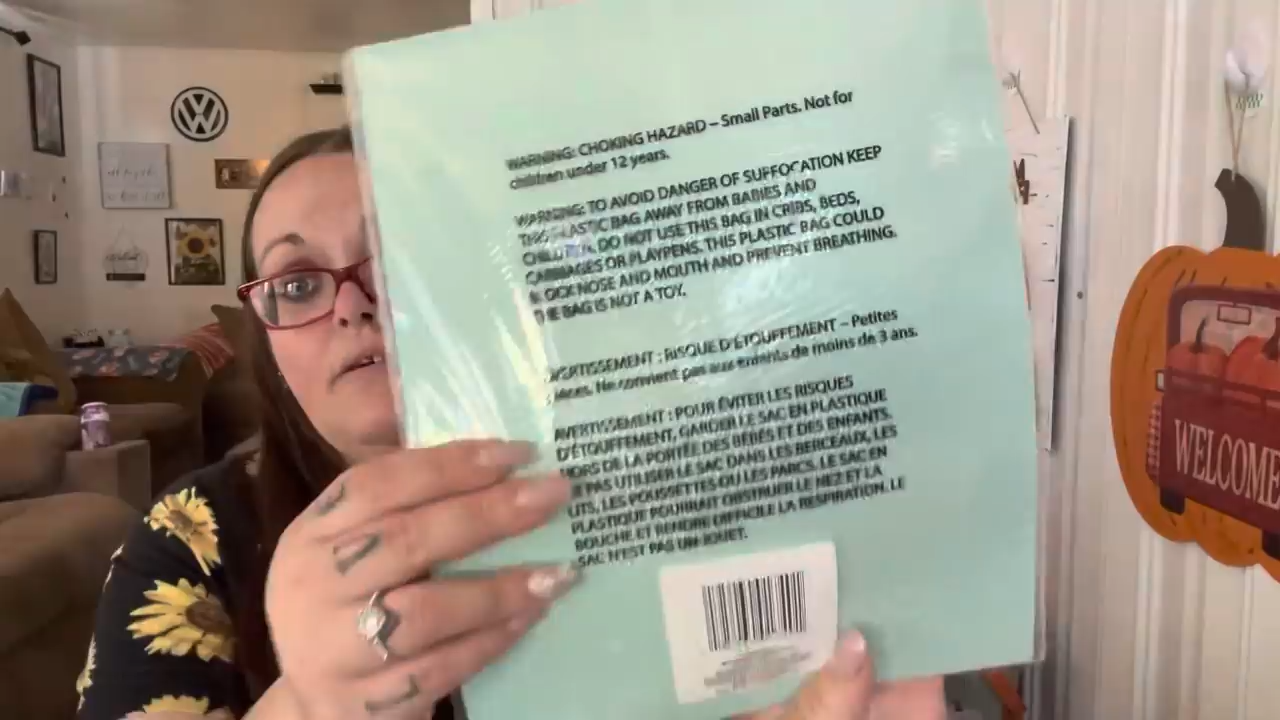 WARNING: CHOKING HAZARD – Small Parts. Not for
children under 12 years.
WARNING: TO AVOID DANGER OF SUFFOCATION KEEP
THIS PLASTIC BAG AWAY FROM BABIES AND
CHILDREN. DO NOT USE THIS BAG IN CRIBS, BEDS,
CARRIAGES OR PLAYPENS. THIS PLASTIC BAG COULD
BLOCK NOSE AND MOUTH AND PREVENT BREATHING.
THE BAG IS NOT A TOY.
AVERTISSEMENT : RISQUE D'ÉTOUFFEMENT – Petites
pièces. Ne convient pas aux enfants de moins de 3 ans.
AVERTISSEMENT : POUR ÉVITER LES RISQUES
D'ÉTOUFFEMENT, GARDER LE SAC EN PLASTIQUE
HORS DE LA PORTÉE DES BÉBÉS ET DES ENFANTS.
NE PAS UTILISER LE SAC DANS LES BERCEAUX, LES
LITS, LES POUSSETTES OU LES PARCS. LE SAC EN
PLASTIQUE POURRAIT OBSTRUER LE NEZ ET LA
BOUCHE ET RENDRE DIFFICILE LA RESPIRATION. LE
SAC N'EST PAS UN JOUET.
WELCOME